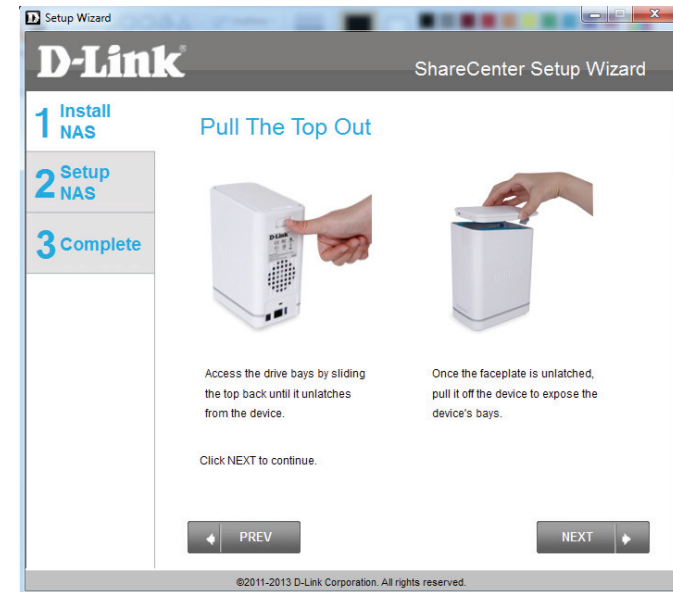 Setup Wizard
D-Link
ShareCenter Setup Wizard
1 Install
NAS
2 Setup
NAS
3 Complete
Pull The Top Out
D-Link
Access the drive bays by sliding
the top back until it unlatches
from the device.
Once the faceplate is unlatched,
pull it off the device to expose the
device's bays.
Click NEXT to continue.
PREV
NEXT
©2011-2013 D-Link Corporation. All rights reserved.